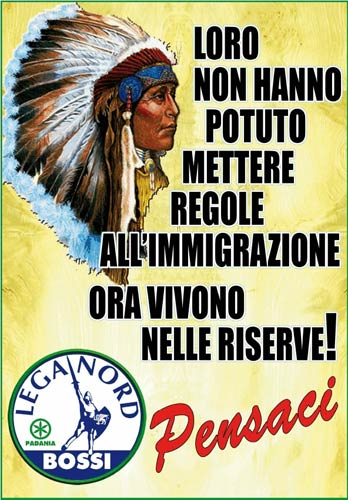 LORO
NON HANNO
POTUTO
METTERE
REGOLE
ALL'IMMIGRAZIONE
ORA VIVONO
NELLE RISERVE!
LEGA NORD
PADANIA
BOSSI
Pensaci